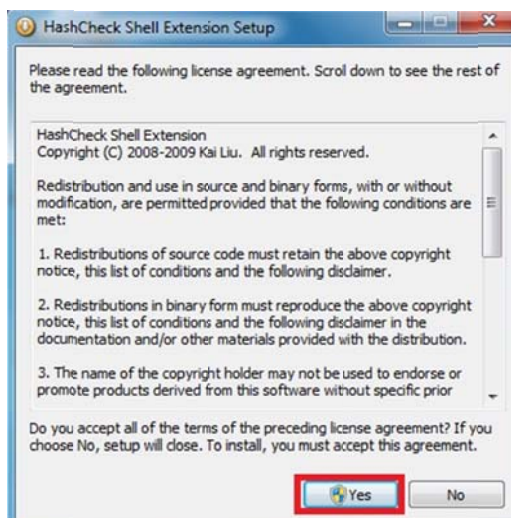 HashCheck Shell Extension Setup
Please read the following license agreement. Scrol down to see the rest of
the agreement.
HashCheck Shell Extension
Copyright (C) 2008-2009 Kai Liu.  All rights reserved.
Redistribution and use in source and binary forms, with or without
modification, are permitted provided that the following conditions are
met:
1. Redistributions of source code must retain the above copyright
notice, this list of conditions and the following disclaimer.
2. Redistributions in binary form must reproduce the above copyright
notice, this list of conditions and the following disclaimer in the
documentation and/or other materials provided with the distribution.
3. The name of the copyright holder may not be used to endorse or
promote products derived from this software without specific prior
Do you accept all of the terms of the preceding license agreement? If you
choose No, setup will close. To install, you must accept this agreement.
Yes
No